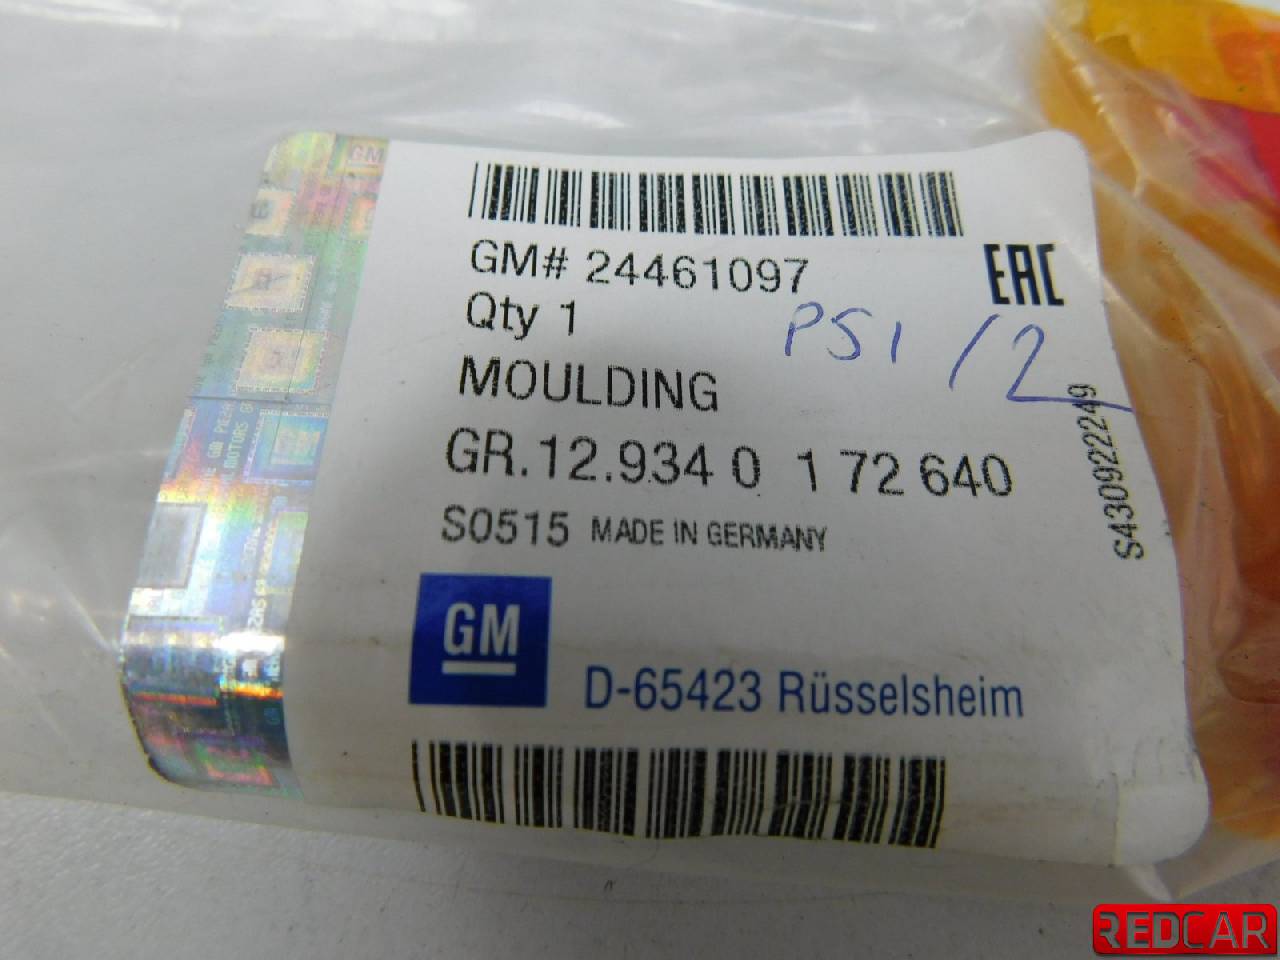 GM
GM# 24461097
EAC
Qty 1
PS1 /2
MOULDING
GR.12.934 0 1 72 640
S0515 MADE IN GERMANY
S430922249
GM
D-65423 Rüsselsheim
REDCAR